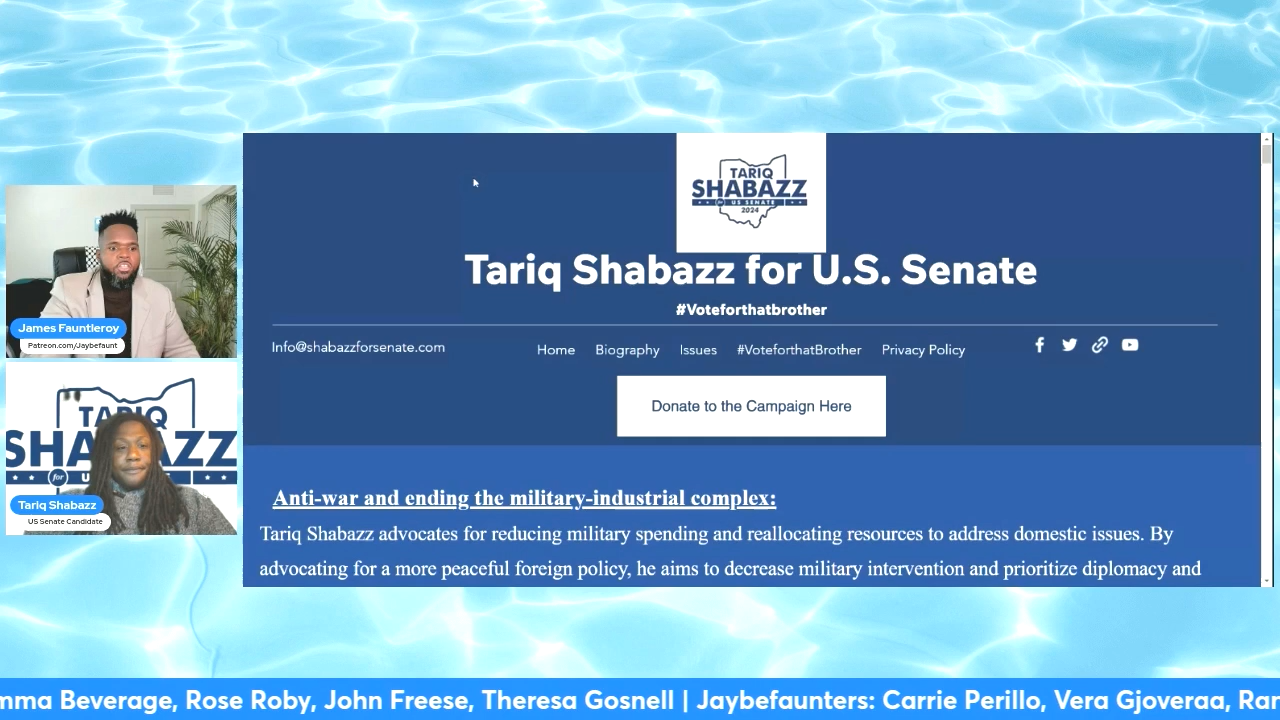 TARIQ
SHABAZZ
for US SENATE
2024
Tariq Shabazz for U.S. Senate
#Voteforthatbrother
Info@shabazzforsenate.com
Home Biography Issues #VoteforthatBrother Privacy Policy
Donate to the Campaign Here
Anti-war and ending the military-industrial complex:
Tariq Shabazz advocates for reducing military spending and reallocating resources to address domestic issues. By
advocating for a more peaceful foreign policy, he aims to decrease military intervention and prioritize diplomacy and
James Fauntleroy
Patreon.com/Jaybefaunt
TARIQ
SHABAZZ
for U
Tariq Shabazz
US Senate Candidate
mma Beverage, Rose Roby, John Freese, Theresa Gosnell | Jaybefaunters: Carrie Perillo, Vera Gjoveraa, Ran